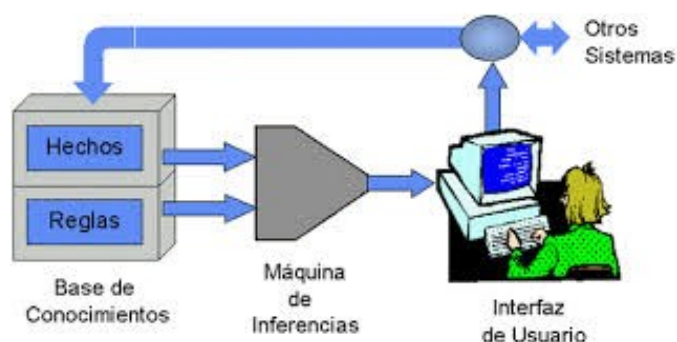 Otros
Sistemas
Hechos
Reglas
Base de
Conocimientos
Máquina
de
Inferencias
Interfaz
de Usuario